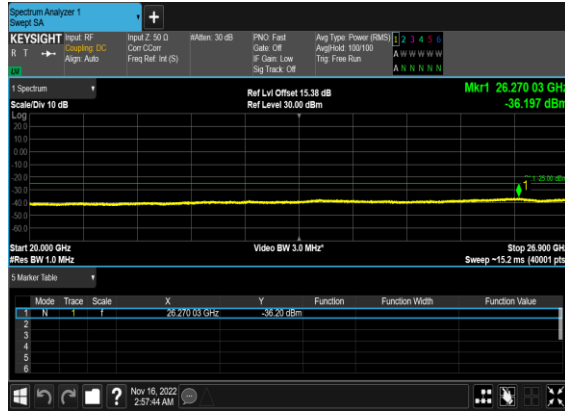 Spectrum Analyzer 1
Swept SA
+
KEYSIGHT Input: RF Input Z: 50 Ω #Atten: 30 dB PNO: Fast Avg Type: Power (RMS) 1 2 3 4 5 6
R T Coupling: DC Corr CCorr Gate: Off Avg|Hold: 100/100 A W W W W W
Align: Auto Freq Ref: Int (S) IF Gain: Low Trig: Free Run
Sig Track: Off A N N N N N
1 Spectrum Ref Lvl Offset 15.38 dB Mkr1 26.270 03 GHz
Scale/Div 10 dB Ref Level 30.00 dBm -36.197 dBm
Log
20.0
10.0
0.00
-10.0
-20.0
-25.00 dBm
-30.0
1
-40.0
-50.0
-60.0
Start 20.000 GHz Video BW 3.0 MHz* Stop 26.900 GHz
#Res BW 1.0 MHz Sweep ~15.2 ms (40001 pts)
5 Marker Table
Mode Trace Scale X Y Function Function Width Function Value
1 N 1 f 26.270 03 GHz -36.20 dBm
2
3
4
5
6
? Nov 16, 2022
2:57:44 AM